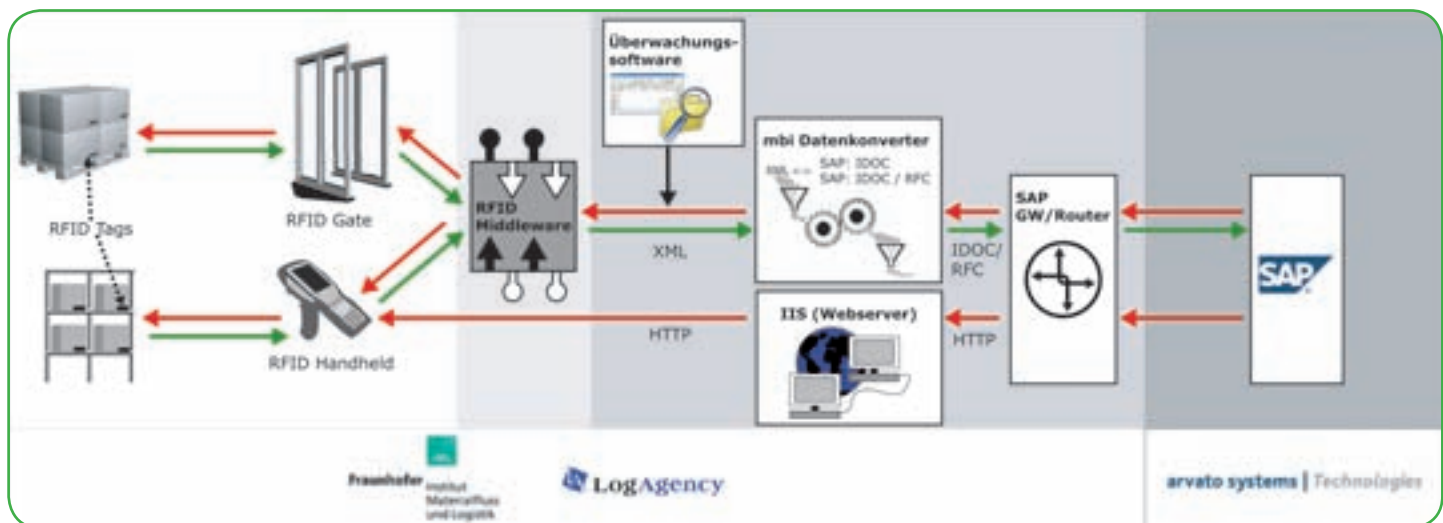 Überwachungs-
software
mbi Datenkonverter
SAP: IDOC
SAP: IDOC / RFC
RFID Gate
RFID Tags
RFID
Middleware
XML
IDOC/
RFC
SAP
GW/Router
SAP
RFID Handheld
HTTP
IIS (Webserver)
HTTP
Fraunhofer
Institut
Materialfluss
und Logistik
LogAgency
arvato systems | Technologies